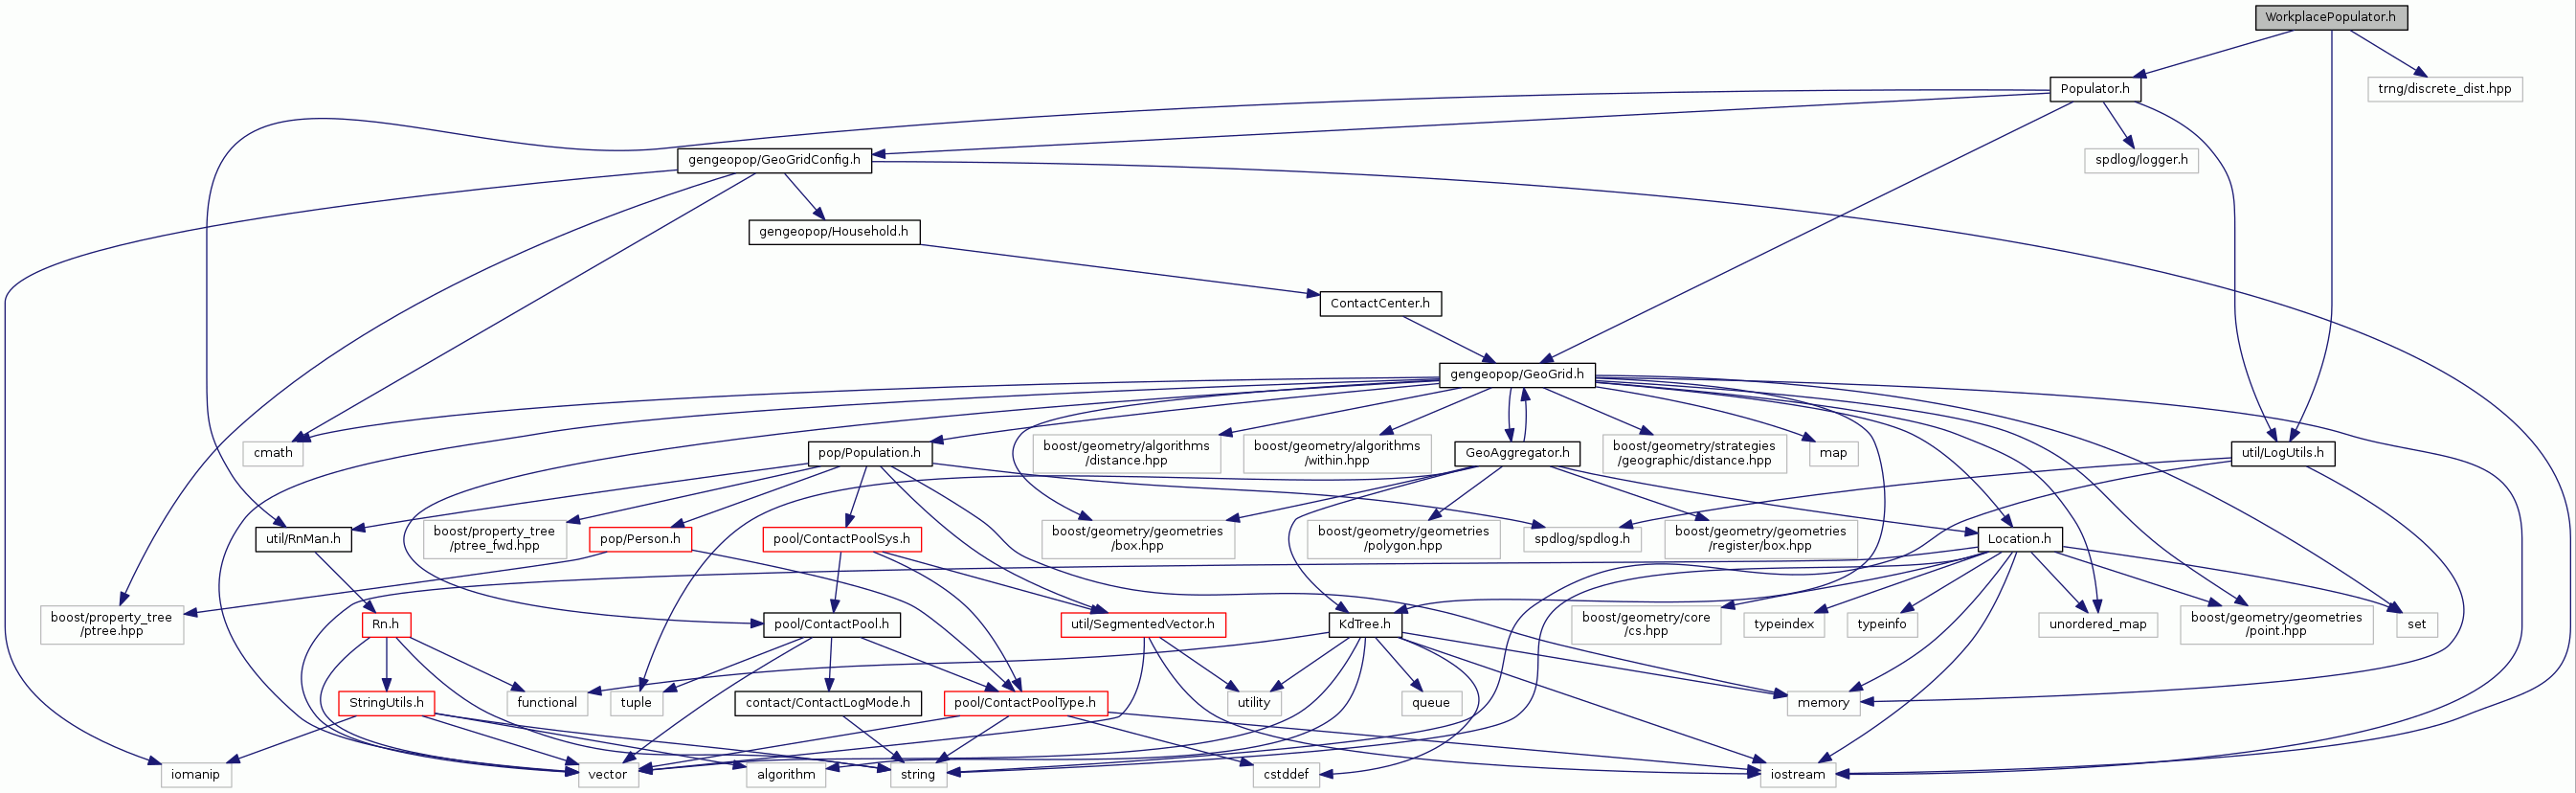 WorkplacePopulator.h
Populator.h
trng/discrete_dist.hpp
gengeopop/GeoGridConfig.h
spdlog/logger.h
gengeopop/Household.h
ContactCenter.h
gengeopop/GeoGrid.h
cmath
pop/Population.h
boost/geometry/algorithms
/distance.hpp
boost/geometry/algorithms
/within.hpp
GeoAggregator.h
boost/geometry/strategies
/geographic/distance.hpp
map
util/LogUtils.h
util/RnMan.h
boost/property_tree
/ptree_fwd.hpp
pop/Person.h
pool/ContactPoolSys.h
boost/geometry/geometries
/box.hpp
boost/geometry/geometries
/polygon.hpp
spdlog/spdlog.h
boost/geometry/geometries
/register/box.hpp
Location.h
boost/property_tree
/ptree.hpp
Rn.h
pool/ContactPool.h
util/SegmentedVector.h
KdTree.h
boost/geometry/core
/cs.hpp
typeindex
typeinfo
unordered_map
boost/geometry/geometries
/point.hpp
set
StringUtils.h
functional
tuple
contact/ContactLogMode.h
pool/ContactPoolType.h
utility
queue
memory
iomanip
vector
algorithm
string
cstddef
iostream